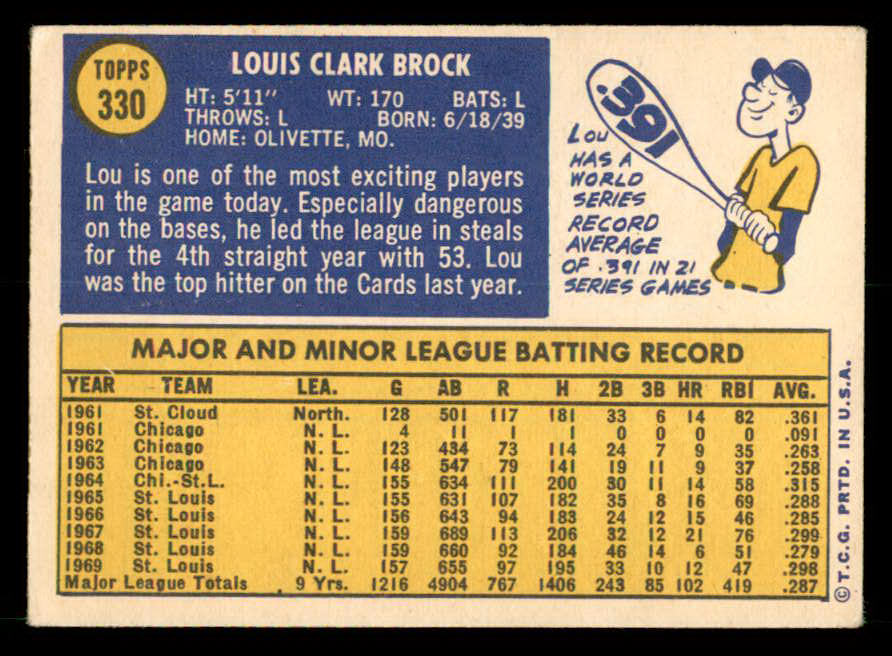 TOPPS
330
LOUIS CLARK BROCK
HT: 5'11" WT: 170 BATS: L
THROWS: L BORN: 6/18/39
HOME: OLIVETTE, MO.
Lou is one of the most exciting players
in the game today. Especially dangerous
on the bases, he led the league in steals
for the 4th straight year with 53. Lou
was the top hitter on the Cards last year.
.391
LOU
HAS A
WORLD
SERIES
RECORD
AVERAGE
OF .391 IN 21
SERIES GAMES
MAJOR AND MINOR LEAGUE BATTING RECORD
YEAR TEAM LEA. G AB R H 2B 3B HR RBI AVG.
1961 St. Cloud North. 128 501 117 181 33 6 14 82 .361
1961 Chicago N. L. 4 11 1 1 0 0 0 0 .091
1962 Chicago N. L. 123 434 73 114 24 7 9 35 .263
1963 Chicago N. L. 148 547 79 141 19 11 9 37 .258
1964 Chi.-St.L. N. L. 155 634 111 200 30 11 14 58 .315
1965 St. Louis N. L. 155 631 107 182 35 8 16 69 .288
1966 St. Louis N. L. 156 643 94 183 24 12 15 46 .285
1967 St. Louis N. L. 159 689 113 206 32 12 21 76 .299
1968 St. Louis N. L. 159 660 92 184 46 14 6 51 .279
1969 St. Louis N. L. 157 655 97 195 33 10 12 47 .298
Major League Totals 9 Yrs. 1216 4904 767 1406 243 85 102 419 .287
© T.C.G. PRTD. IN U.S.A.